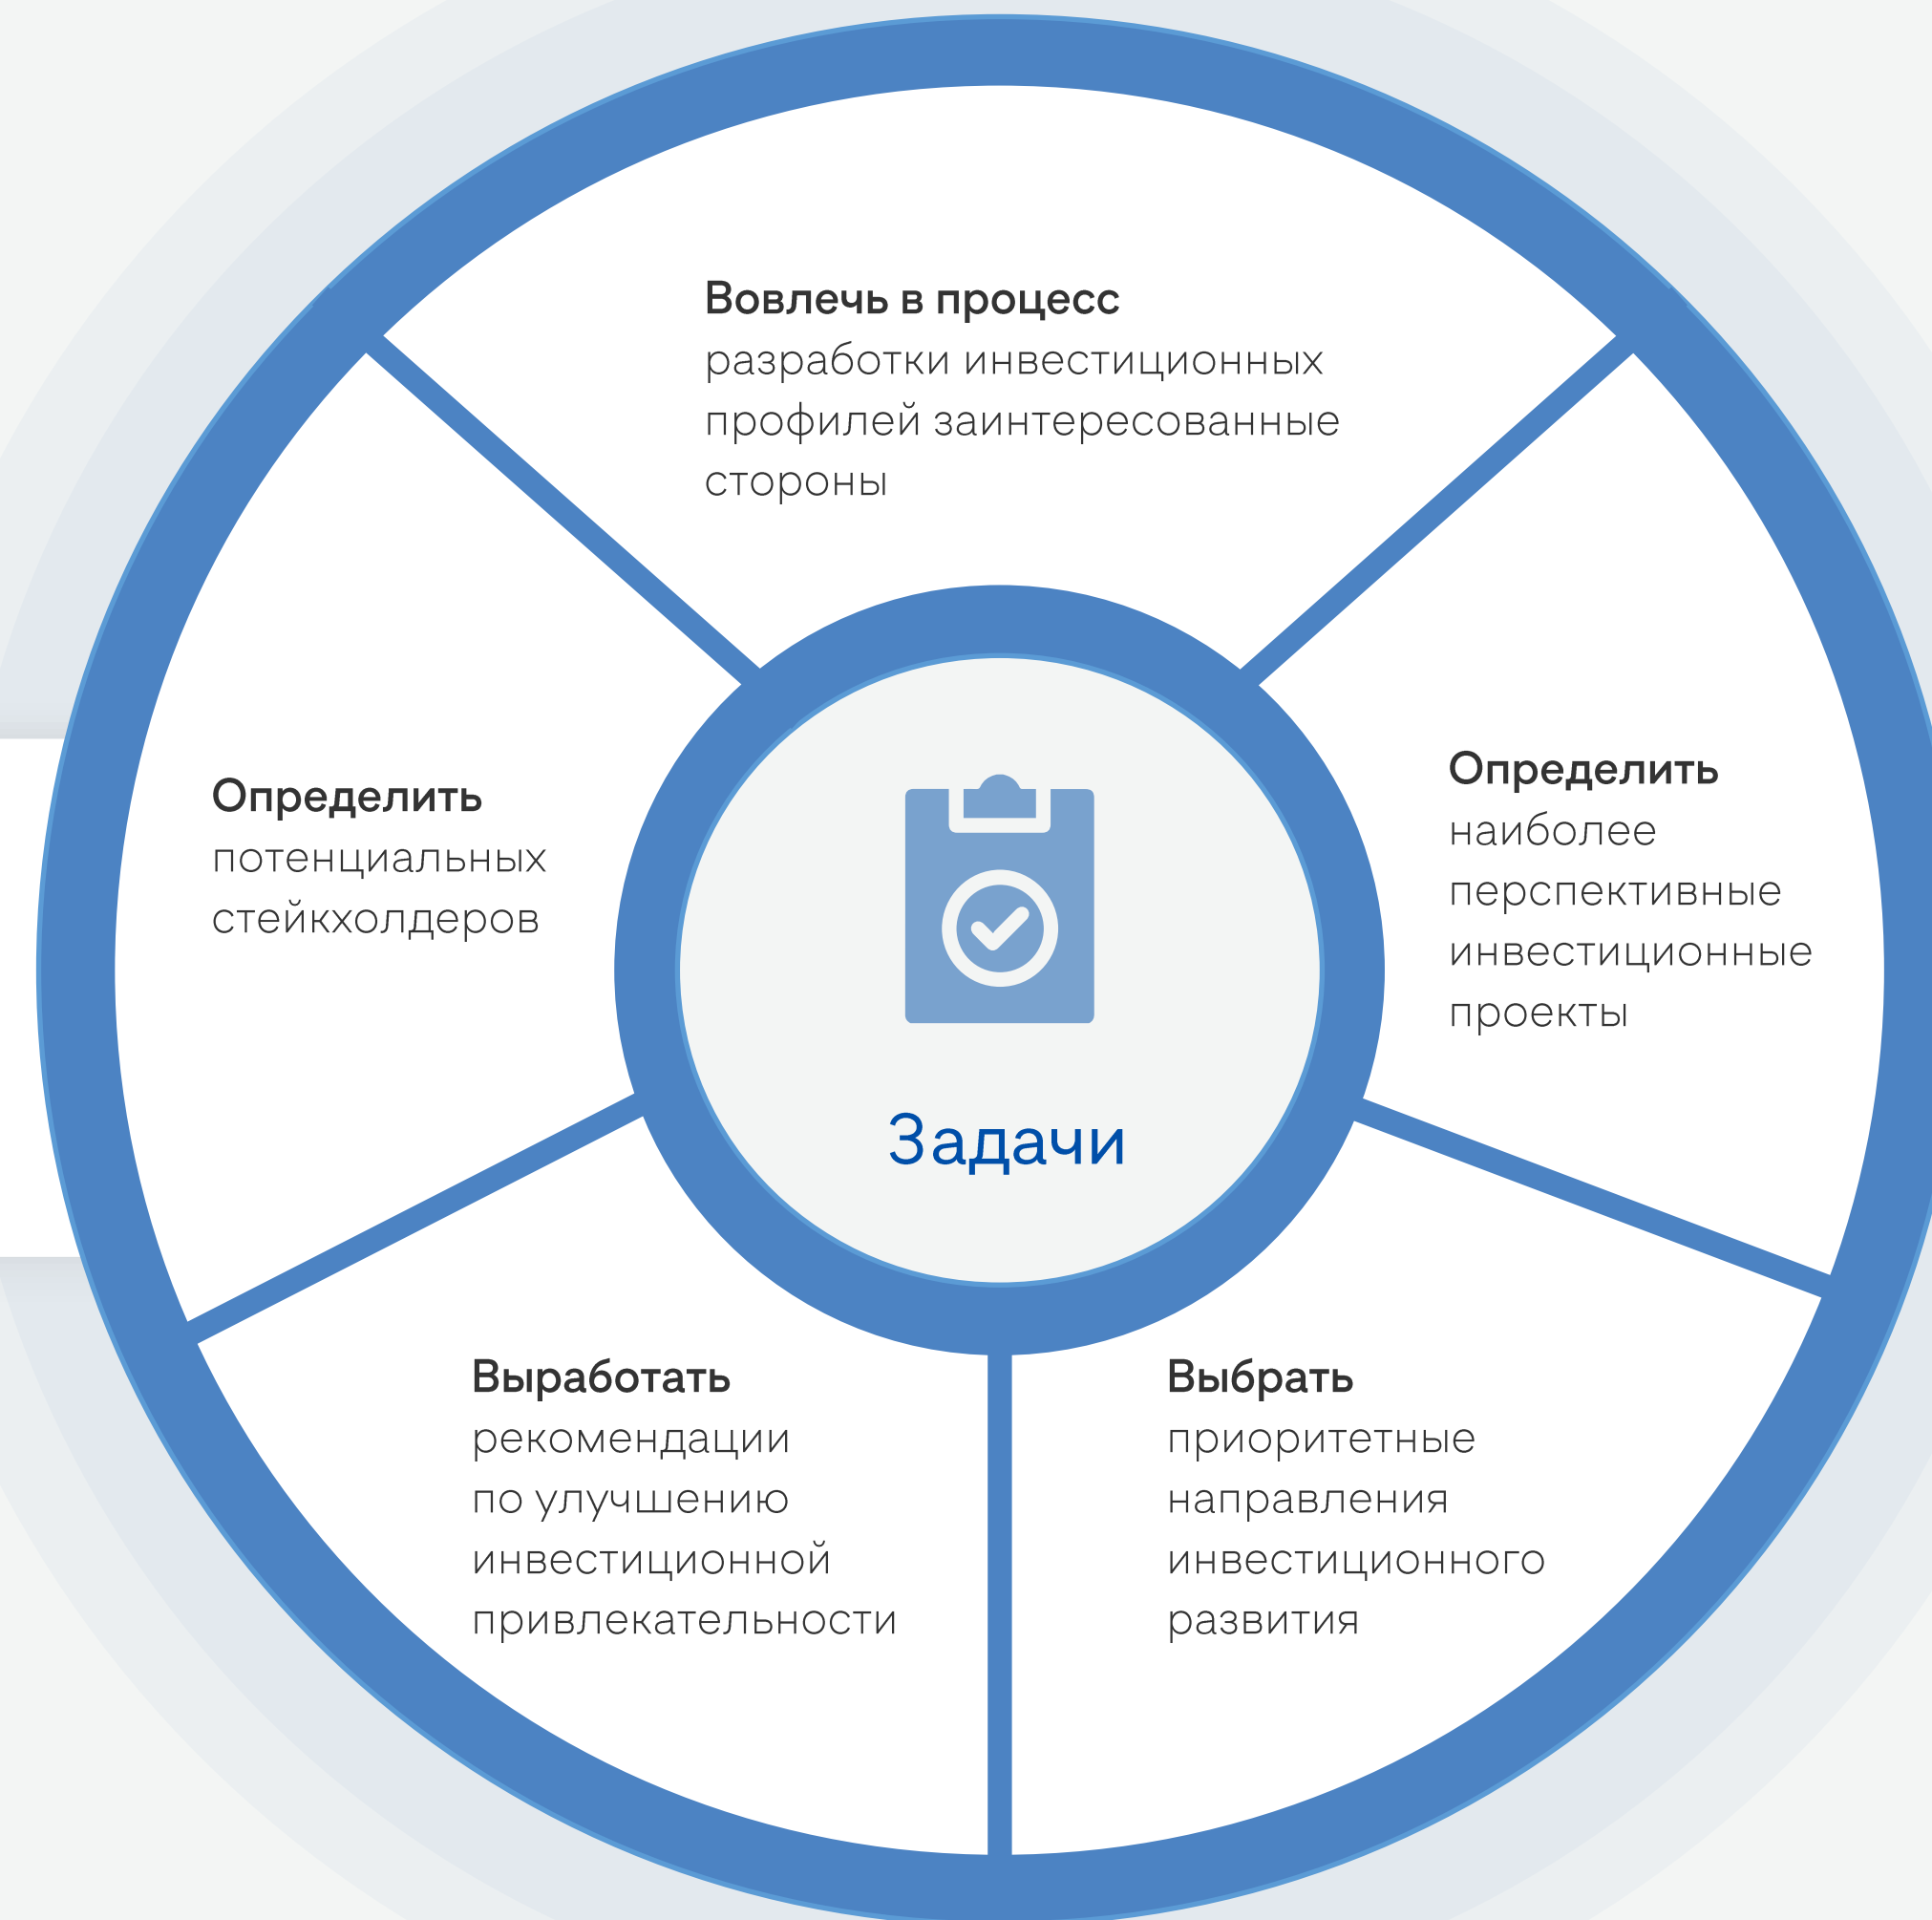 Вовлечь в процесс
разработки инвестиционных
профилей заинтересованные
стороны
Определить
потенциальных
стейкхолдеров
Определить
наиболее
перспективные
инвестиционные
проекты
Задачи
Выработать
рекомендации
по улучшению
инвестиционной
привлекательности
Выбрать
приоритетные
направления
инвестиционного
развития